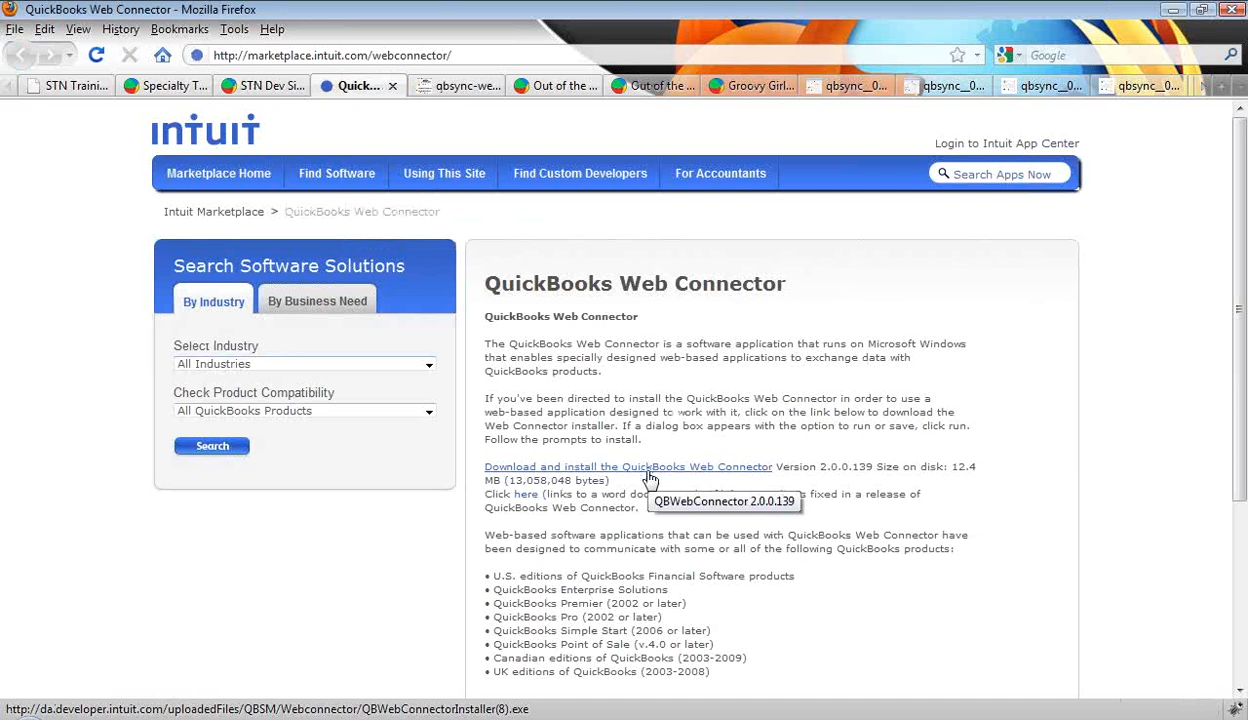 QuickBooks Web Connector - Mozilla Firefox
File Edit View History Bookmarks Tools Help
http://marketplace.intuit.com/webconnector/
Google
STN Traini... Specialty T... STN Dev Si... Quick... qbsync-we... Out of the ... Out of the ... Groovy Girl... qbsync__0... qbsync__0... qbsync__0... qbsync__0...
intuit
Login to Intuit App Center
Marketplace Home Find Software Using This Site Find Custom Developers For Accountants Search Apps Now
Intuit Marketplace > QuickBooks Web Connector
Search Software Solutions
By Industry By Business Need
Select Industry
All Industries
Check Product Compatibility
All QuickBooks Products
Search
QuickBooks Web Connector
QuickBooks Web Connector
The QuickBooks Web Connector is a software application that runs on Microsoft Windows
that enables specially designed web-based applications to exchange data with
QuickBooks products.
If you've been directed to install the QuickBooks Web Connector in order to use a
web-based application designed to work with it, click on the link below to download the
Web Connector installer. If a dialog box appears with the option to run or save, click run.
Follow the prompts to install.
Download and install the QuickBooks Web Connector Version 2.0.0.139 Size on disk: 12.4
MB (13,058,048 bytes)
Click here (links to a word fixed in a release of
QuickBooks Web Connector.
QBWebConnector 2.0.0.139
Web-based software applications that can be used with QuickBooks Web Connector have
been designed to communicate with some or all of the following QuickBooks products:
• U.S. editions of QuickBooks Financial Software products
• QuickBooks Enterprise Solutions
• QuickBooks Premier (2002 or later)
• QuickBooks Pro (2002 or later)
• QuickBooks Simple Start (2006 or later)
• QuickBooks Point of Sale (v.4.0 or later)
• Canadian editions of QuickBooks (2003-2009)
• UK editions of QuickBooks (2003-2008)
http://da.developer.intuit.com/uploadedFiles/QBSM/Webconnector/QBWebConnectorInstaller(8).exe